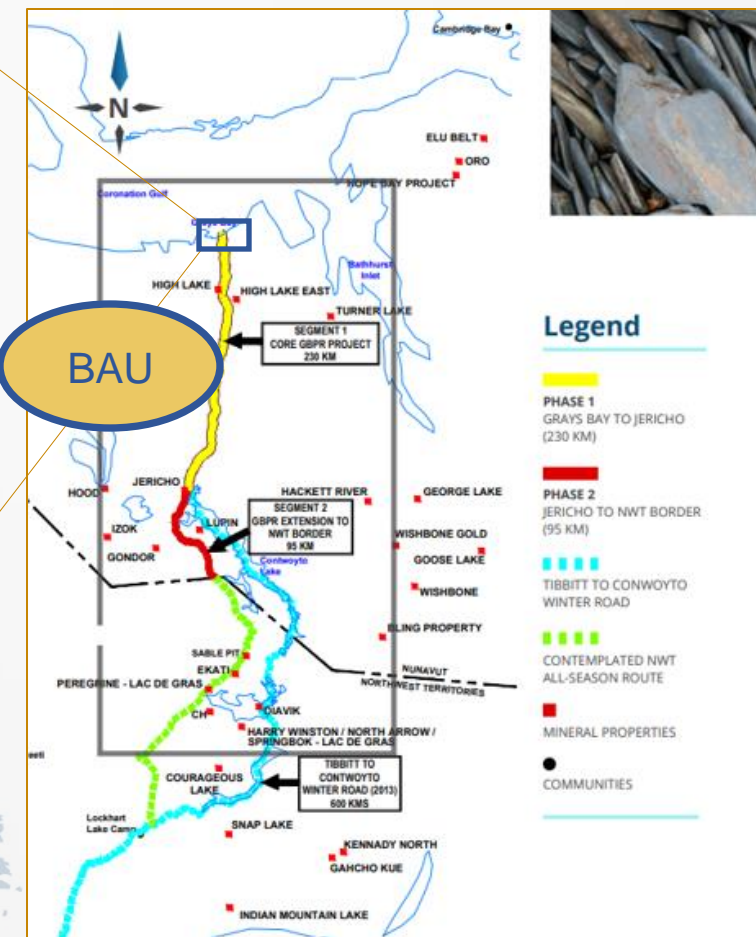 Cambridge Bay
N
ELU BELT
ORO
HOPE BAY PROJECT
Coronation Gulf
Bathurst
Inlet
HIGH LAKE
HIGH LAKE EAST
TURNER LAKE
SEGMENT 1
CORE GBPR PROJECT
230 KM
BAU
JERICHO
HOOD
HACKETT RIVER
GEORGE LAKE
SEGMENT 2
GBPR EXTENSION TO
NWT BORDER
95 KM
LUPIN
IZOK
GONDOR
WISHBONE GOLD
GOOSE LAKE
Contwoyto
Lake
WISHBONE
BLING PROPERTY
SABLE PIT
EKATI
NUNAVUT
NORTHWEST TERRITORIES
PEREGRINE - LAC DE GRAS
CH
DIAVIK
HARRY WINSTON / NORTH ARROW /
SPRINGBOK - LAC DE GRAS
COURAGEOUS
LAKE
TIBBITT TO
CONTWOYTO
WINTER ROAD (2013)
600 KMS
Lockhart
Lake Camp
SNAP LAKE
KENNADY NORTH
GAHCHO KUE
INDIAN MOUNTAIN LAKE
Legend
PHASE 1
GRAYS BAY TO JERICHO
(230 KM)
PHASE 2
JERICHO TO NWT BORDER
(95 KM)
TIBBITT TO CONWOYTO
WINTER ROAD
CONTEMPLATED NWT
ALL-SEASON ROUTE
MINERAL PROPERTIES
COMMUNITIES